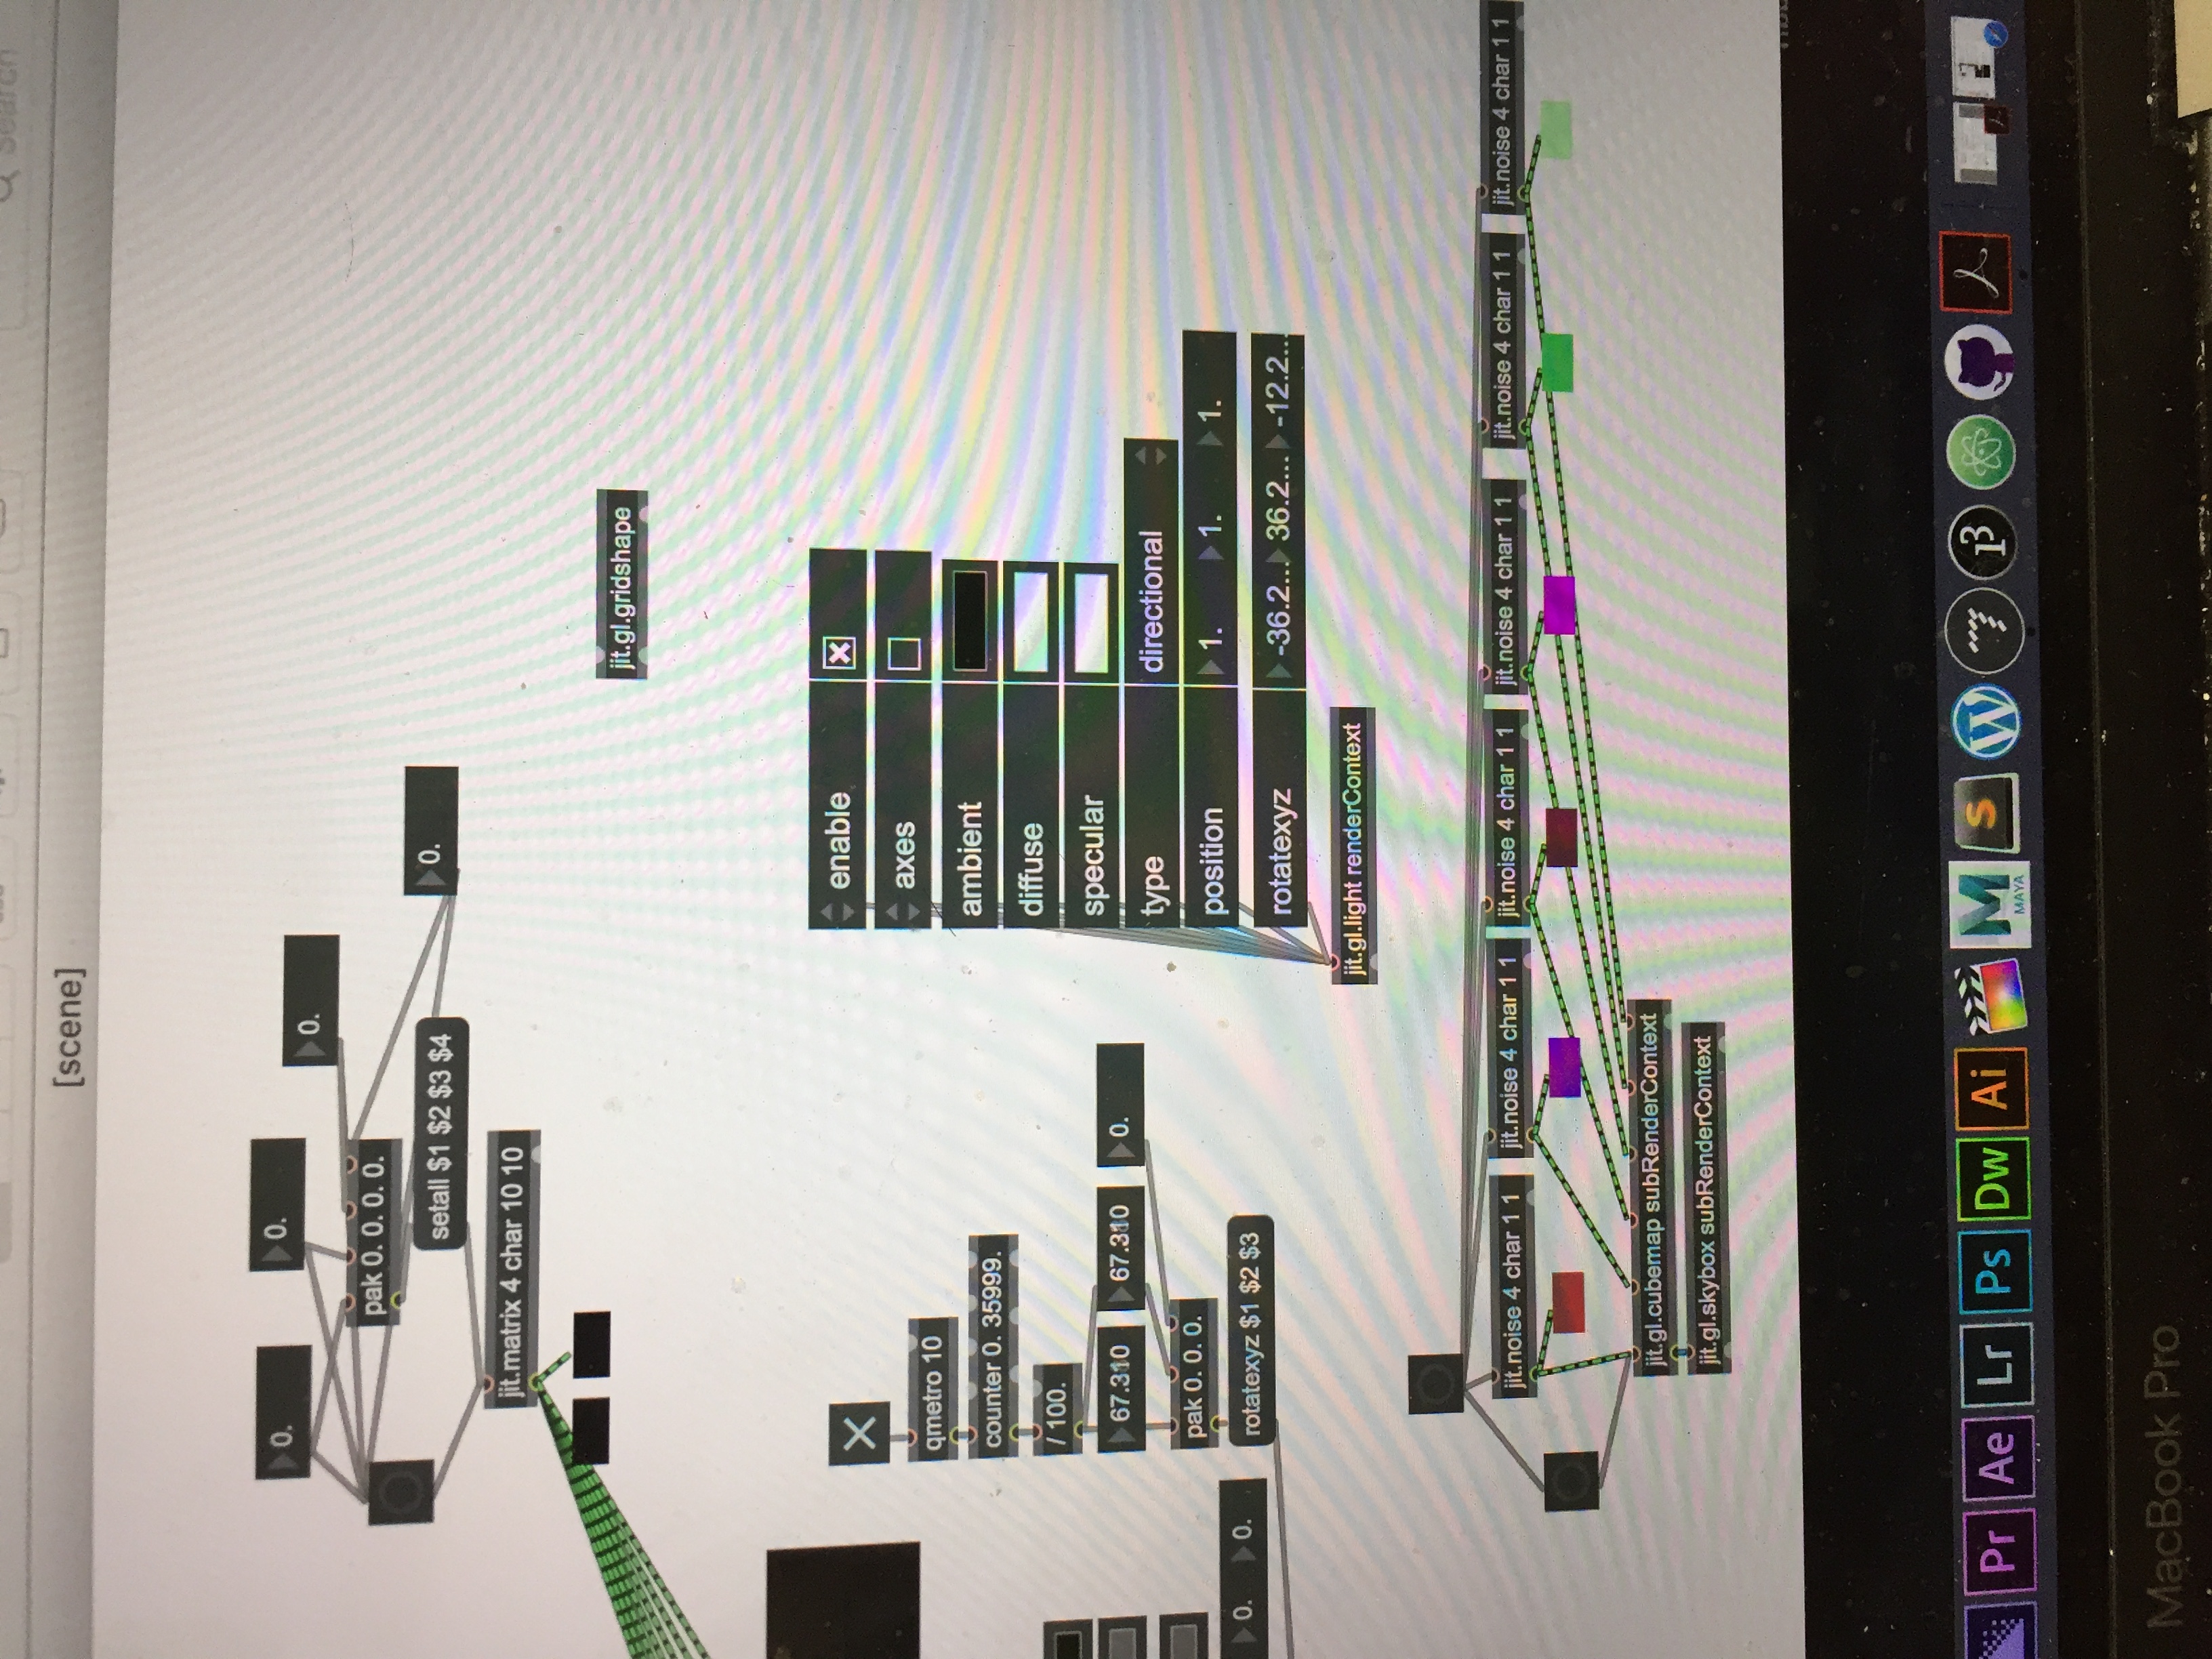 Search
[scene]
0.
0.
0.
pak 0. 0. 0. 0.
setall $1 $2 $3 $4
0.
jit.matrix 4 char 10 10
jit.gl.gridshape
enable
axes
ambient
diffuse
specular
type directional
position 1. 1. 1.
rotatexyz -36.2... 36.2... -12.2...
jit.gl.light renderContext
qmetro 10
counter 0. 35999.
/ 100.
67.310 67.310 0.
pak 0. 0. 0.
0. 0.
rotatexyz $1 $2 $3
jit.noise 4 char 1 1 jit.noise 4 char 1 1 jit.noise 4 char 1 1 jit.noise 4 char 1 1 jit.noise 4 char 1 1 jit.noise 4 char 1 1
jit.gl.cubemap subRenderContext
jit.gl.skybox subRenderContext
Pr Ae Lr Ps Dw Ai M S W p3
MAYA
MacBook Pro